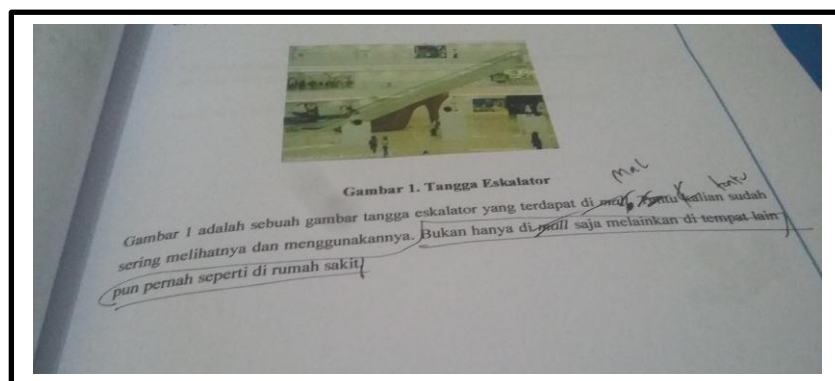 Gambar 1. Tangga Eskalator
Mal
tentu
Gambar 1 adalah sebuah gambar tangga eskalator yang terdapat di mall, kalian sudah
sering melihatnya dan menggunakannya. Bukan hanya di mall saja melainkan di tempat lain
pun pernah seperti di rumah sakit